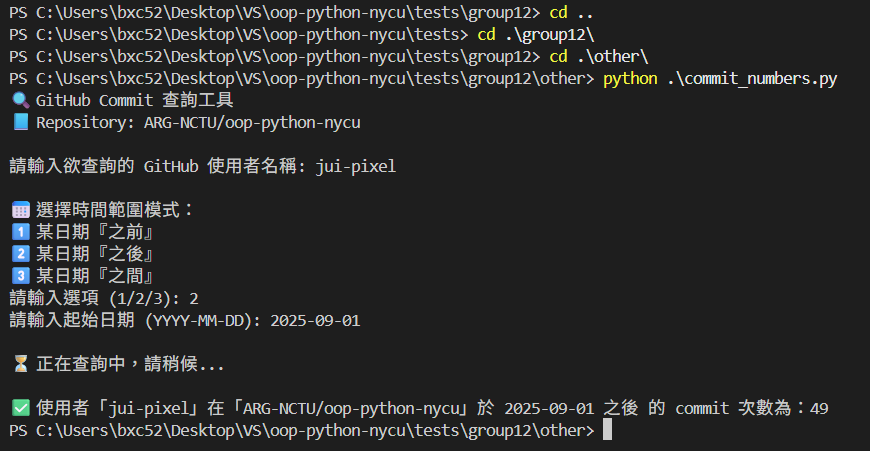 PS C:\Users\bxc52\Desktop\VS\oop-python-nycu\tests\group12> cd ..
PS C:\Users\bxc52\Desktop\VS\oop-python-nycu\tests> cd .\group12\
PS C:\Users\bxc52\Desktop\VS\oop-python-nycu\tests\group12> cd .\other\
PS C:\Users\bxc52\Desktop\VS\oop-python-nycu\tests\group12\other> python .\commit_numbers.py
🔍 GitHub Commit 查詢工具
📘 Repository: ARG-NCTU/oop-python-nycu
請輸入欲查詢的 GitHub 使用者名稱: jui-pixel
📅 選擇時間範圍模式：
1️⃣ 某日期『之前』
2️⃣ 某日期『之後』
3️⃣ 某日期『之間』
請輸入選項 (1/2/3): 2
請輸入起始日期 (YYYY-MM-DD): 2025-09-01
⏳ 正在查詢中，請稍候...
✅ 使用者「jui-pixel」在「ARG-NCTU/oop-python-nycu」於 2025-09-01 之後 的 commit 次數為：49
PS C:\Users\bxc52\Desktop\VS\oop-python-nycu\tests\group12\other>